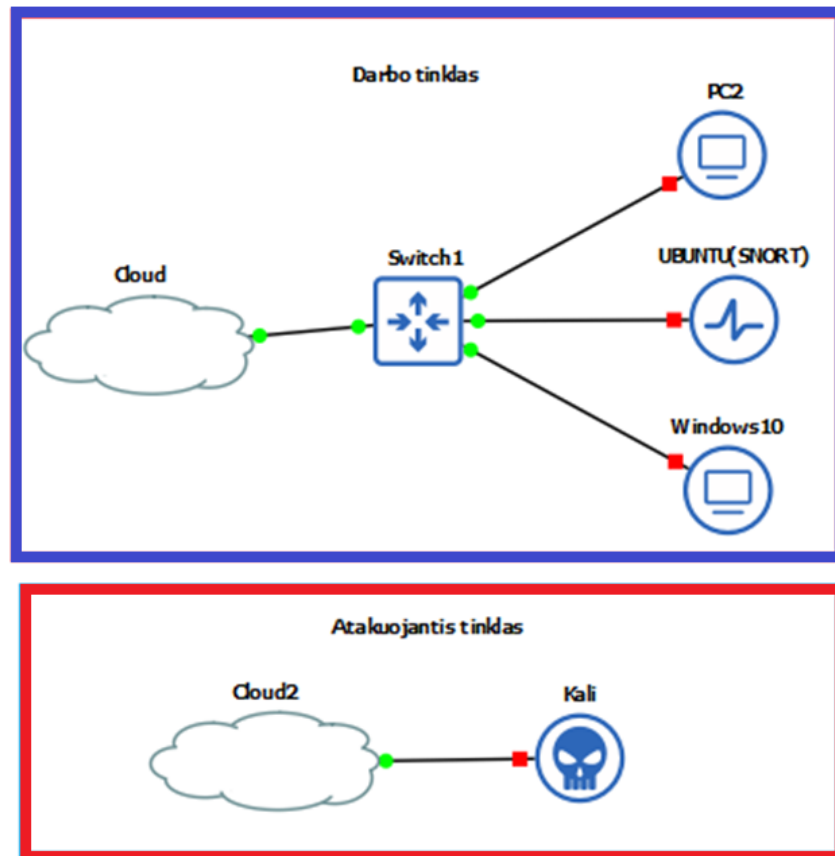 Darbo tinklas
PC2
Switch1
UBUNTU(SNORT)
Cloud
Windows10
Atakuojantis tinklas
Cloud2
Kali